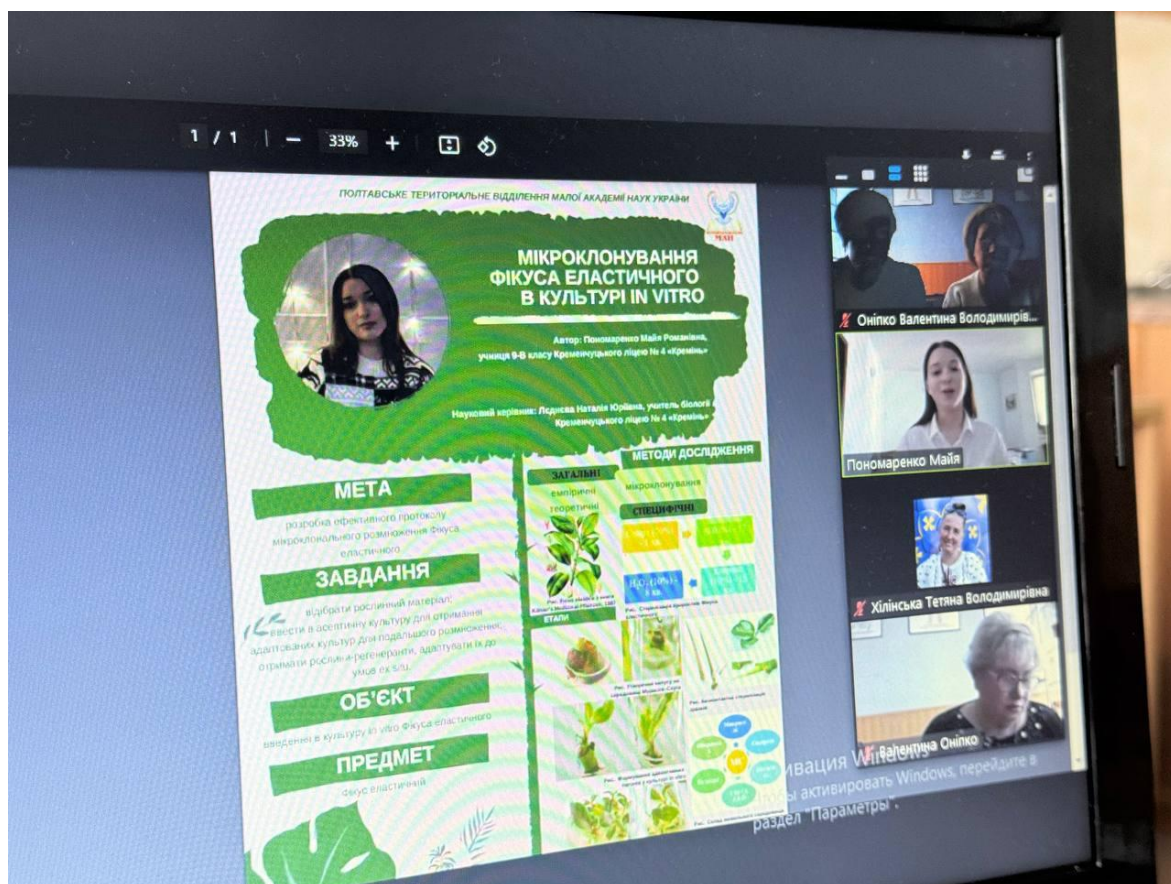 1 / 1
33%
ПОЛТАВСЬКЕ ТЕРИТОРІАЛЬНЕ ВІДДІЛЕННЯ МАЛОЇ АКАДЕМІЇ НАУК УКРАЇНИ
МАН
МІКРОКЛОНУВАННЯ
ФІКУСА ЕЛАСТИЧНОГО
В КУЛЬТУРІ IN VITRO
Автор: Пономаренко Майя Романівна,
учниця 9-В класу Кременчуцького ліцею № 4 «Кремінь»
Науковий керівник: Лєднєва Наталія Юріївна, учитель біології
Кременчуцького ліцею № 4 «Кремінь»
МЕТА
розробка ефективного протоколу
мікроклонального розмноження Фікуса
еластичного
ЗАВДАННЯ
відібрати рослинний матеріал;
ввести в асептичну культуру для отримання
адаптованих культур для подальшого розмноження;
отримати рослини-регенеранти, адаптувати їх до
умов ex situ.
ОБ'ЄКТ
введення в культуру in vitro Фікуса еластичного
ПРЕДМЕТ
Фікус еластичний
МЕТОДИ ДОСЛІДЖЕННЯ
ЗАГАЛЬНІ
емпіричні
теоретичні
мікроклонування
СПЕЦИФІЧНІ
ЕТАПИ
Оніпко Валентина Володимирів...
Пономаренко Майя
Хілінська Тетяна Володимирівна
Валентина Оніпко
ивация Windows
активировать Windows, перейдите в
раздел "Параметры".